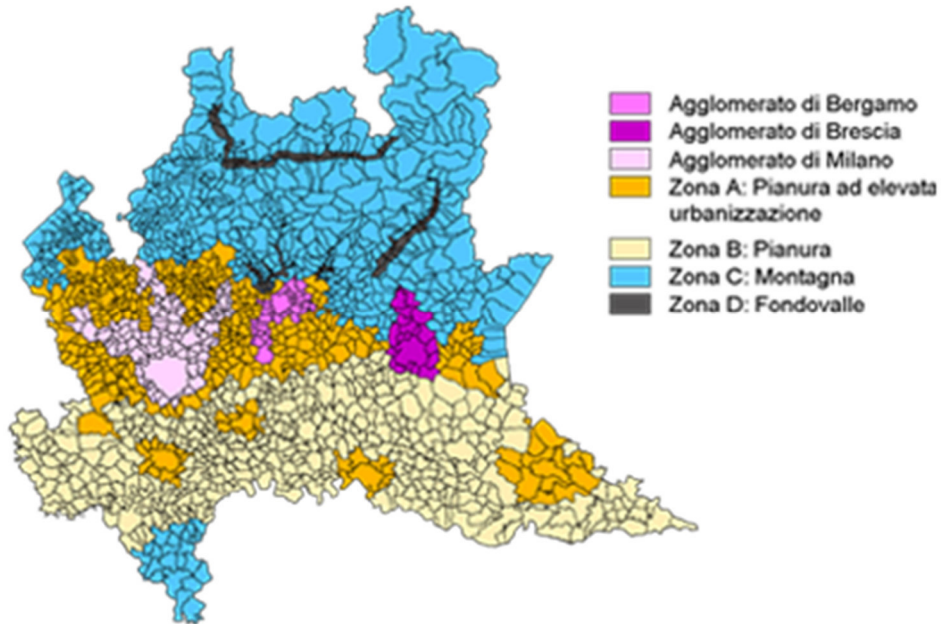 Agglomerato di Bergamo
Agglomerato di Brescia
Agglomerato di Milano
Zona A: Pianura ad elevata
urbanizzazione
Zona B: Pianura
Zona C: Montagna
Zona D: Fondovalle